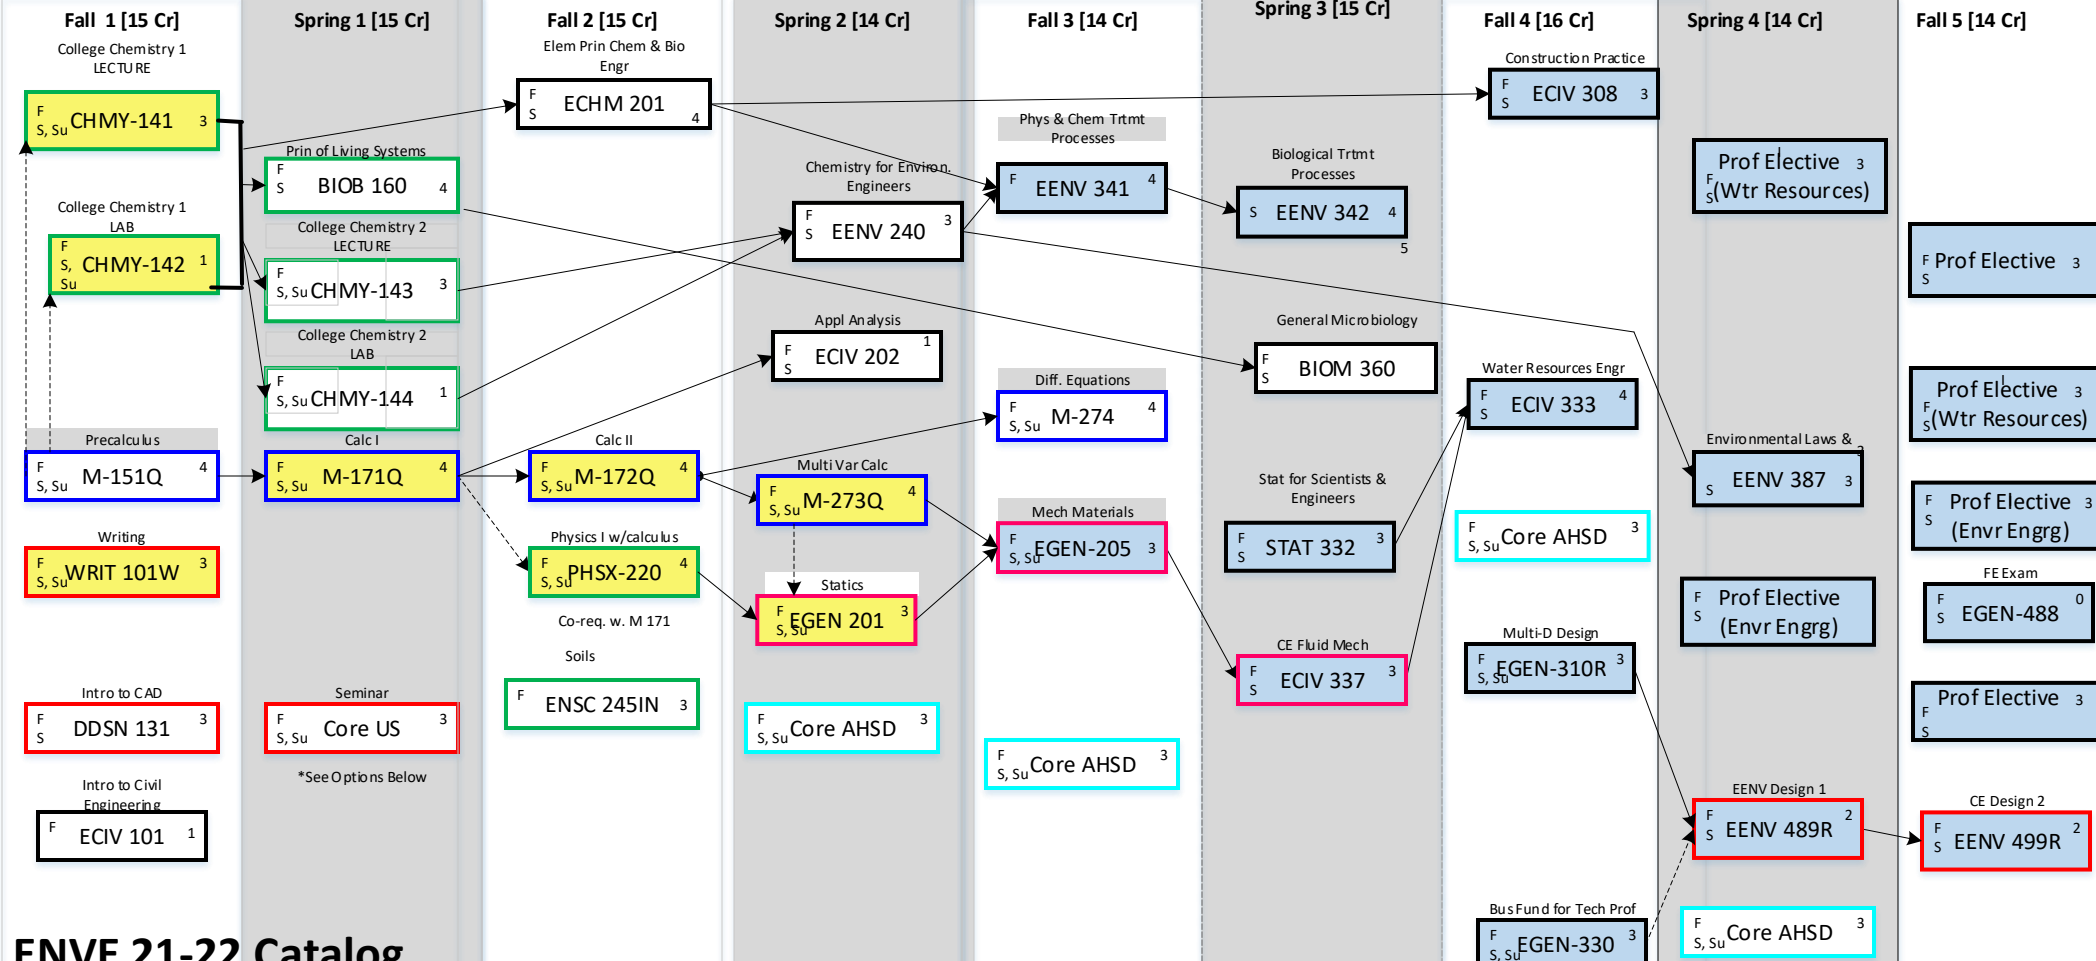 Fall 1 [15 Cr]
College Chemistry 1
LECTURE
F
S, Su
CHMY-141
3
College Chemistry 1
LAB
F
S,
Su
CHMY-142
1
Precalculus
F
S, Su
M-151Q
4
Writing
F
S, Su
WRIT 101W
3
Intro to CAD
F
S
DDSN 131
3
Intro to Civil
Engineering
F
ECIV 101
1
Spring 1 [15 Cr]
Prin of Living Systems
F
S
BIOB 160
4
College Chemistry 2
LECTURE
F
S, Su
CHMY-143
3
College Chemistry 2
LAB
F
S, Su
CHMY-144
1
Calc I
F
S, Su
M-171Q
4
Seminar
F
S, Su
Core US
3
*See Options Below
Fall 2 [15 Cr]
Elem Prin Chem & Bio
Engr
F
S
ECHM 201
4
Calc II
F
S, Su
M-172Q
4
Physics I w/calculus
F
S, Su
PHSX-220
4
Co-req. w. M 171
Soils
F
ENSC 245IN
3
Spring 2 [14 Cr]
Chemistry for Environ.
Engineers
F
S
EENV 240
3
Appl Analysis
F
S
ECIV 202
1
Multi Var Calc
F
S, Su
M-273Q
4
Statics
F
S, Su
EGEN 201
3
F
S, Su
Core AHSD
3
Fall 3 [14 Cr]
Phys & Chem Trtmt
Processes
F
EENV 341
4
Diff. Equations
F
S, Su
M-274
4
Mech Materials
F
S, Su
EGEN-205
3
F
S, Su
Core AHSD
3
Spring 3 [15 Cr]
Biological Trtmt
Processes
S
EENV 342
4
5
General Microbiology
F
S
BIOM 360
Stat for Scientists &
Engineers
F
S
STAT 332
3
CE Fluid Mech
F
S
ECIV 337
3
Fall 4 [16 Cr]
Construction Practice
F
S
ECIV 308
3
Water Resources Engr
F
S
ECIV 333
4
F
S, Su
Core AHSD
3
Multi-D Design
F
S, Su
EGEN-310R
3
Bus Fund for Tech Prof
F
S, Su
EGEN-330
3
Spring 4 [14 Cr]
Prof Elective
3
F
S
(Wtr Resources)
Environmental Laws &
S
EENV 387
3
F
S
Prof Elective
(Envr Engrg)
EENV Design 1
F
S
EENV 489R
2
F
S, Su
Core AHSD
3
Fall 5 [14 Cr]
F
S
Prof Elective
3
Prof Elective
3
F
S
(Wtr Resources)
F
S
Prof Elective
3
(Envr Engrg)
FE Exam
F
S
EGEN-488
0
Prof Elective
3
F
S
CE Design 2
F
S
EENV 499R
2
ENVE 21-22 Catalog